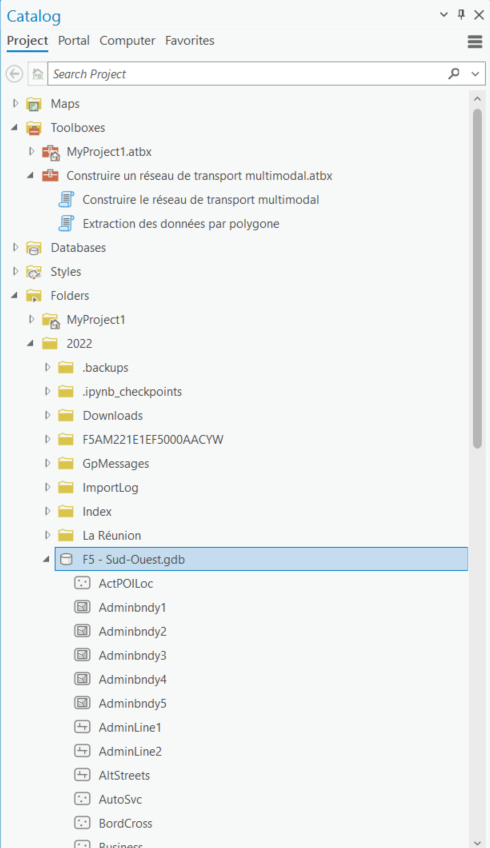 Catalog
Project Portal Computer Favorites
Search Project
Maps
Toolboxes
MyProject1.atbx
Construire un réseau de transport multimodal.atbx
Construire le réseau de transport multimodal
Extraction des données par polygone
Databases
Styles
Folders
MyProject1
2022
.backups
.ipynb_checkpoints
Downloads
F5AM221E1EF5000AACYW
GpMessages
ImportLog
Index
La Réunion
F5 - Sud-Ouest.gdb
ActPOILoc
Adminbndy1
Adminbndy2
Adminbndy3
Adminbndy4
Adminbndy5
AdminLine1
AdminLine2
AltStreets
AutoSvc
BordCross
Business